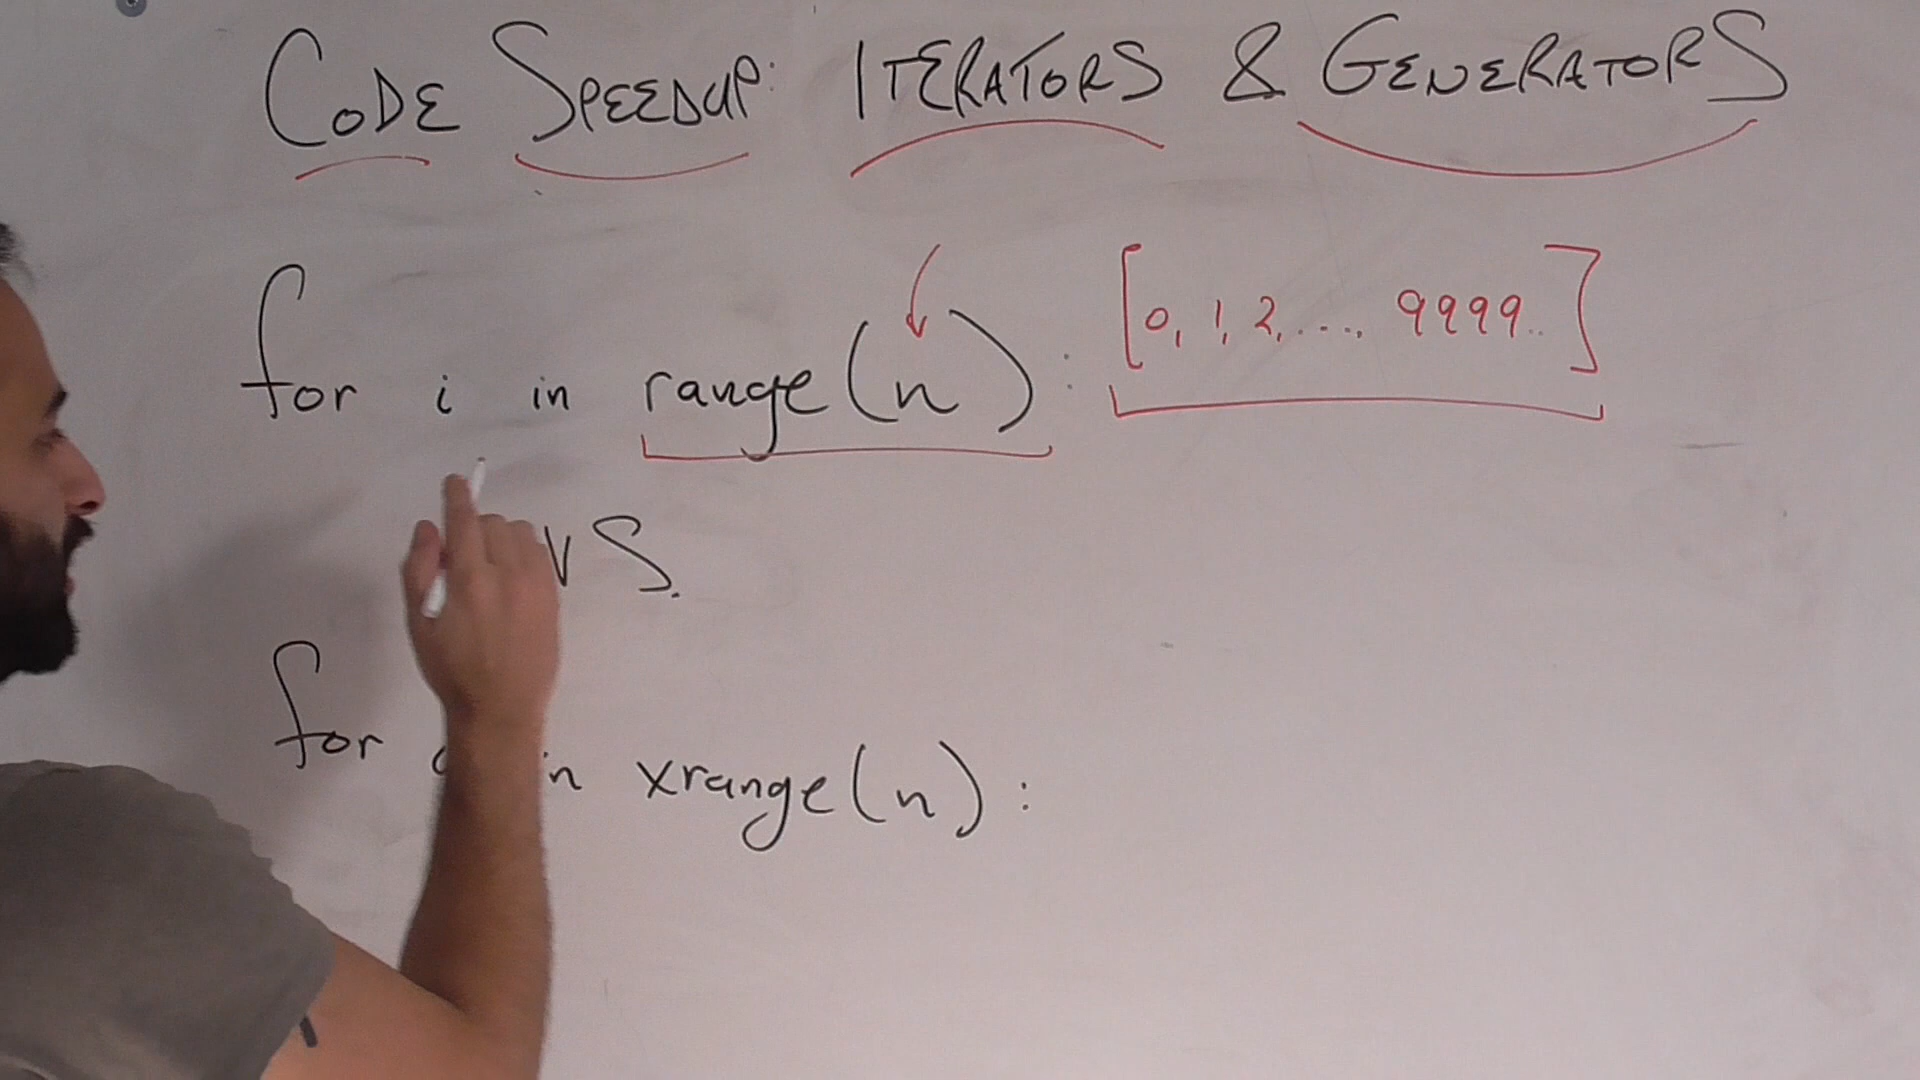 CODE SPEEDUP: ITERATORS & GENERATORS
for i in range(n): [0, 1, 2, ...., 9999..]
VS.
for in xrange(n):